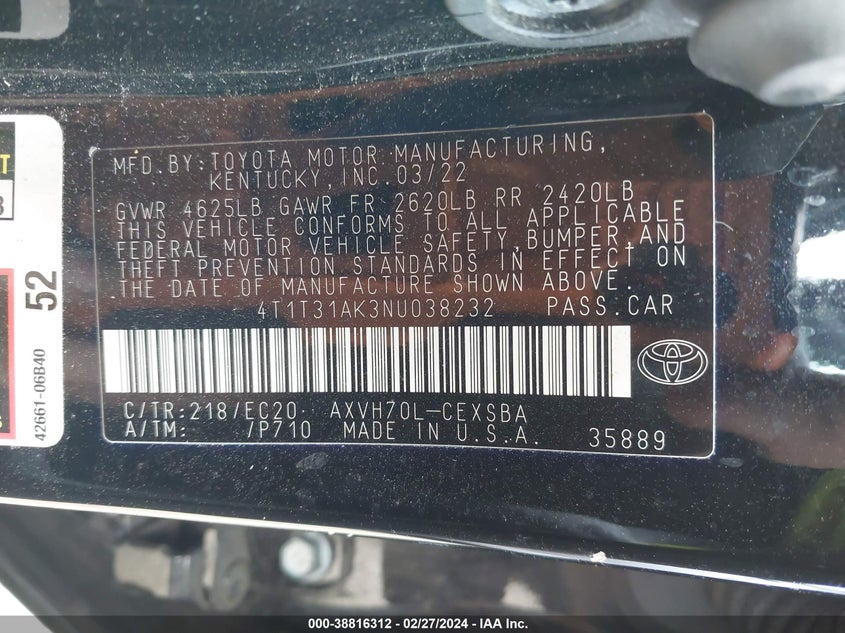 MFD.BY:TOYOTA MOTOR MANUFACTURING,
KENTUCKY,INC. 03/22
GVWR 4625LB GAWR FR 2620LB RR 2420LB
THIS VEHICLE CONFORMS TO ALL APPLICABLE
FEDERAL MOTOR VEHICLE SAFETY,BUMPER,AND
THEFT PREVENTION STANDARDS IN EFFECT ON
THE DATE OF MANUFACTURE SHOWN ABOVE.
4T1T31AK3NU038232 PASS.CAR
C/TR:218/EC20 AXVH70L-CEXSBA
A/TM: /P710 MADE IN U.S.A. 35889
52
42661-06B40
000-38816312 - 02/27/2024 - IAAI.COM